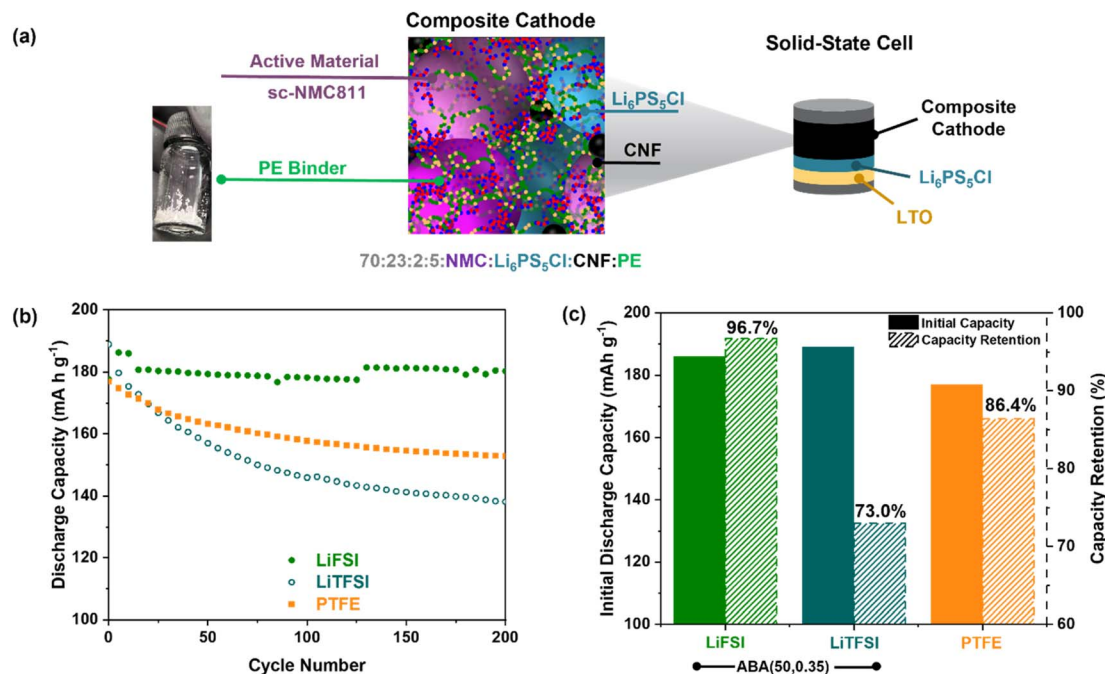 (a)
Composite Cathode
Active Material
sc-NMC811
PE Binder
Li₆PS₅Cl
CNF
70:23:2:5:NMC:Li₆PS₅Cl:CNF:PE
Solid-State Cell
Composite
Cathode
Li₆PS₅Cl
LTO
(b)
Discharge Capacity (mA h g⁻¹)
200
180
160
140
120
100
0
50
100
150
200
Cycle Number
LiFSI
LiTFSI
PTFE
(c)
Initial Discharge Capacity (mAh g⁻¹)
200
190
180
160
140
130
120
110
100
Initial Capacity
Capacity Retention
96.7%
73.0%
86.4%
100
90
80
70
60
Capacity Retention (%)
LiFSI
LiTFSI
PTFE
ABA(50,0.35)